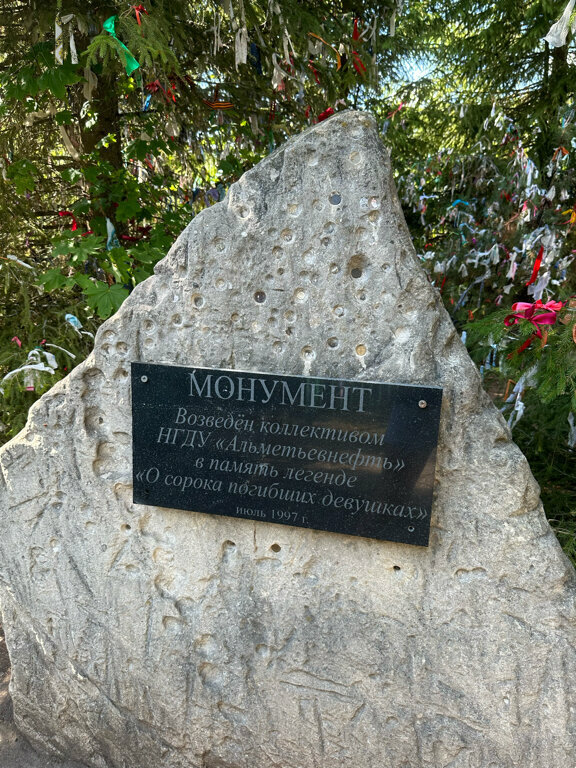 МОНУМЕНТ
Возведён коллективом
НГДУ «Альметьевнефть»
в память легенде
«О сорока погибших девушках»
июль 1997 г.